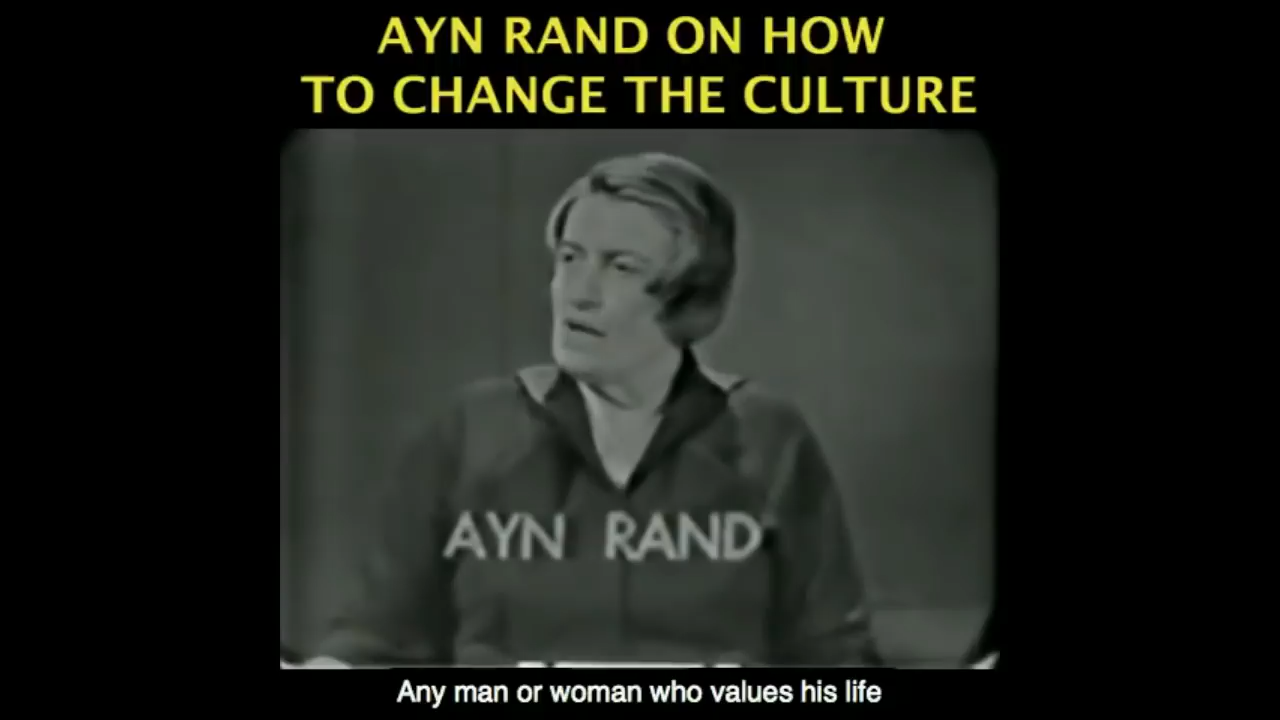 AYN RAND ON HOW
TO CHANGE THE CULTURE
AYN RAND
Any man or woman who values his life